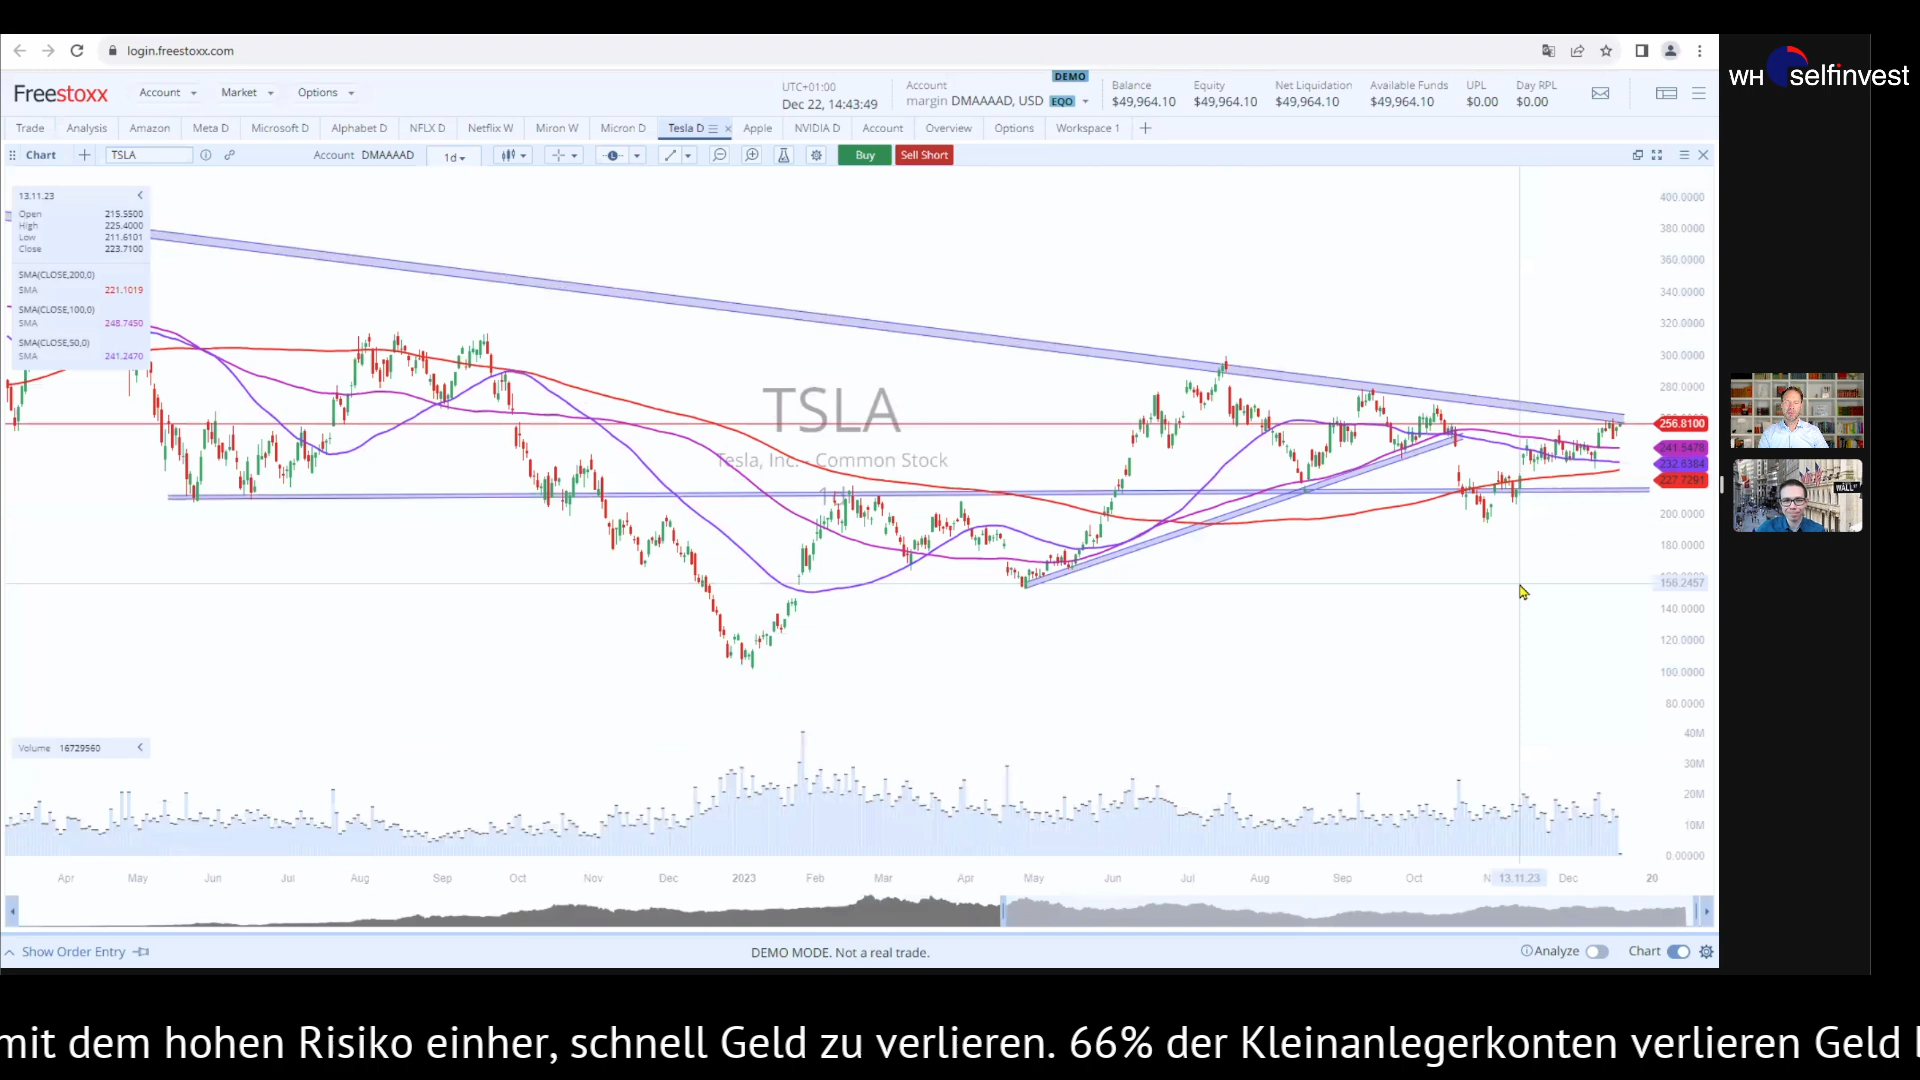 login.freestoxx.com
WH selfinvest
Freestoxx
Account
Market
Options
UTC+01:00
Dec 22, 14:43:49
Account
DEMO
margin DMAAAAD, USD EQO
Balance
$49,964.10
Equity
$49,964.10
Net Liquidation
$49,964.10
Available Funds
$49,964.10
UPL
$0.00
Day RPL
$0.00
Trade Analysis Amazon Meta D Microsoft D Alphabet D NFLX D Netflix W Miron W Micron D Tesla D Apple NVIDIA D Account Overview Options Workspace 1
Chart TSLA Account DMAAAAD 1d Buy Sell Short
13.11.23
Open 215.5500
High 225.4000
Low 211.6101
Close 223.7100
SMA(CLOSE,200,0)
SMA 221.1019
SMA(CLOSE,100,0)
SMA 248.7450
SMA(CLOSE,50,0)
SMA 241.2470
TSLA
Tesla, Inc. - Common Stock
400.0000
380.0000
360.0000
340.0000
320.0000
300.0000
280.0000
256.8100
241.5478
232.6384
227.7291
200.0000
180.0000
156.2457
140.0000
120.0000
100.0000
80.0000
WALL
Volume 16729560
40M
30M
20M
10M
0.00000
Apr May Jun Jul Aug Sep Oct Nov Dec 2023 Feb Mar Apr May Jun Jul Aug Sep Oct N 13.11.23 Dec 20
Show Order Entry
DEMO MODE. Not a real trade.
Analyze
Chart
mit dem hohen Risiko einher, schnell Geld zu verlieren. 66% der Kleinanlegerkonten verlieren Geld